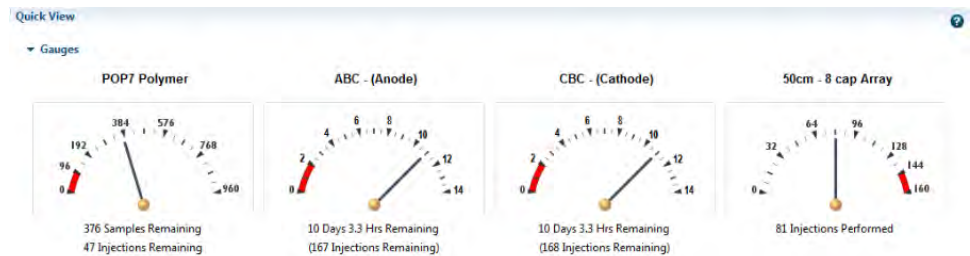 Quick View
?
Gauges
POP7 Polymer
ABC - (Anode)
CBC - (Cathode)
50cm - 8 cap Array
0 96 192 384 576 768 960
0 2 4 6 8 10 12 14
0 2 4 6 8 10 12 14
0 32 64 96 128 144 160
376 Samples Remaining
47 Injections Remaining
10 Days 3.3 Hrs Remaining
(167 Injections Remaining)
10 Days 3.3 Hrs Remaining
(168 Injections Remaining)
81 Injections Performed